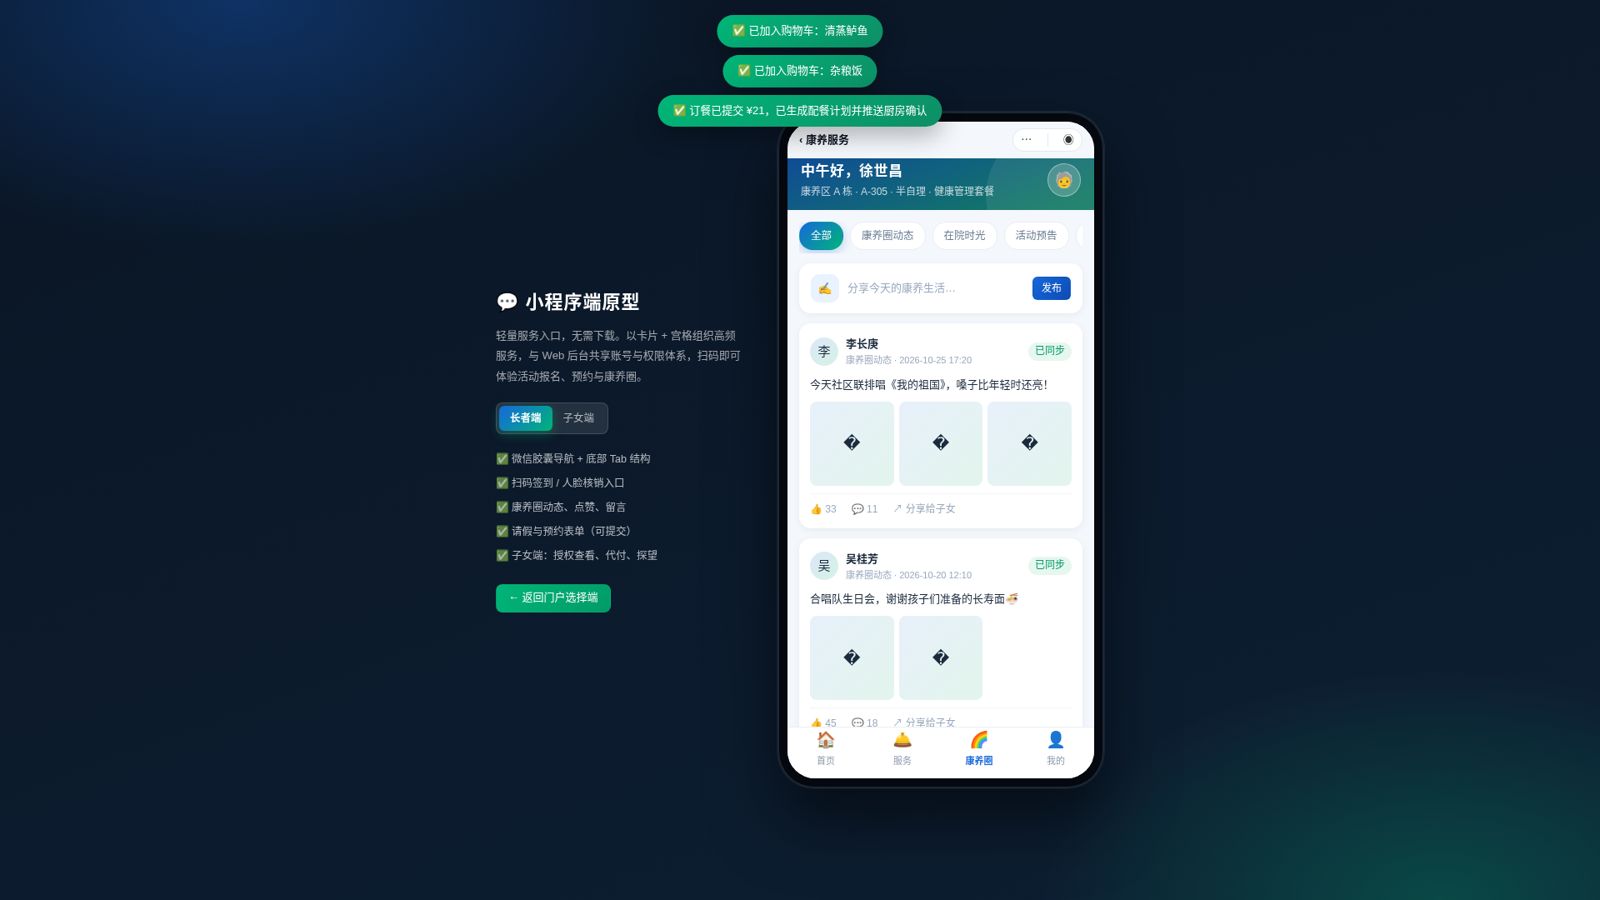 ✅ 已加入购物车：清蒸鲈鱼
✅ 已加入购物车：杂粮饭
✅ 订餐已提交 ¥21，已生成配餐计划并推送厨房确认
‹ 康养服务
中午好，徐世昌
康养区 A 栋 · A-305 · 半自理 · 健康管理套餐
全部 康养圈动态 在院时光 活动预告
✍️ 分享今天的康养生活… 发布
李 李长庚 已同步
康养圈动态 · 2026-10-25 17:20
今天社区联排唱《我的祖国》，嗓子比年轻时还亮！
� � �
👍 33 💬 11 ↗ 分享给子女
吴 吴桂芳 已同步
康养圈动态 · 2026-10-20 12:10
合唱队生日会，谢谢孩子们准备的长寿面🍜
� �
👍 45 💬 18 ↗ 分享给子女
首页 服务 康养圈 我的
💬 小程序端原型
轻量服务入口，无需下载。以卡片 + 宫格组织高频
服务，与 Web 后台共享账号与权限体系，扫码即可
体验活动报名、预约与康养圈。
长者端 子女端
✅ 微信胶囊导航 + 底部 Tab 结构
✅ 扫码签到 / 人脸核销入口
✅ 康养圈动态、点赞、留言
✅ 请假与预约表单（可提交）
✅ 子女端：授权查看、代付、探望
← 返回门户选择端